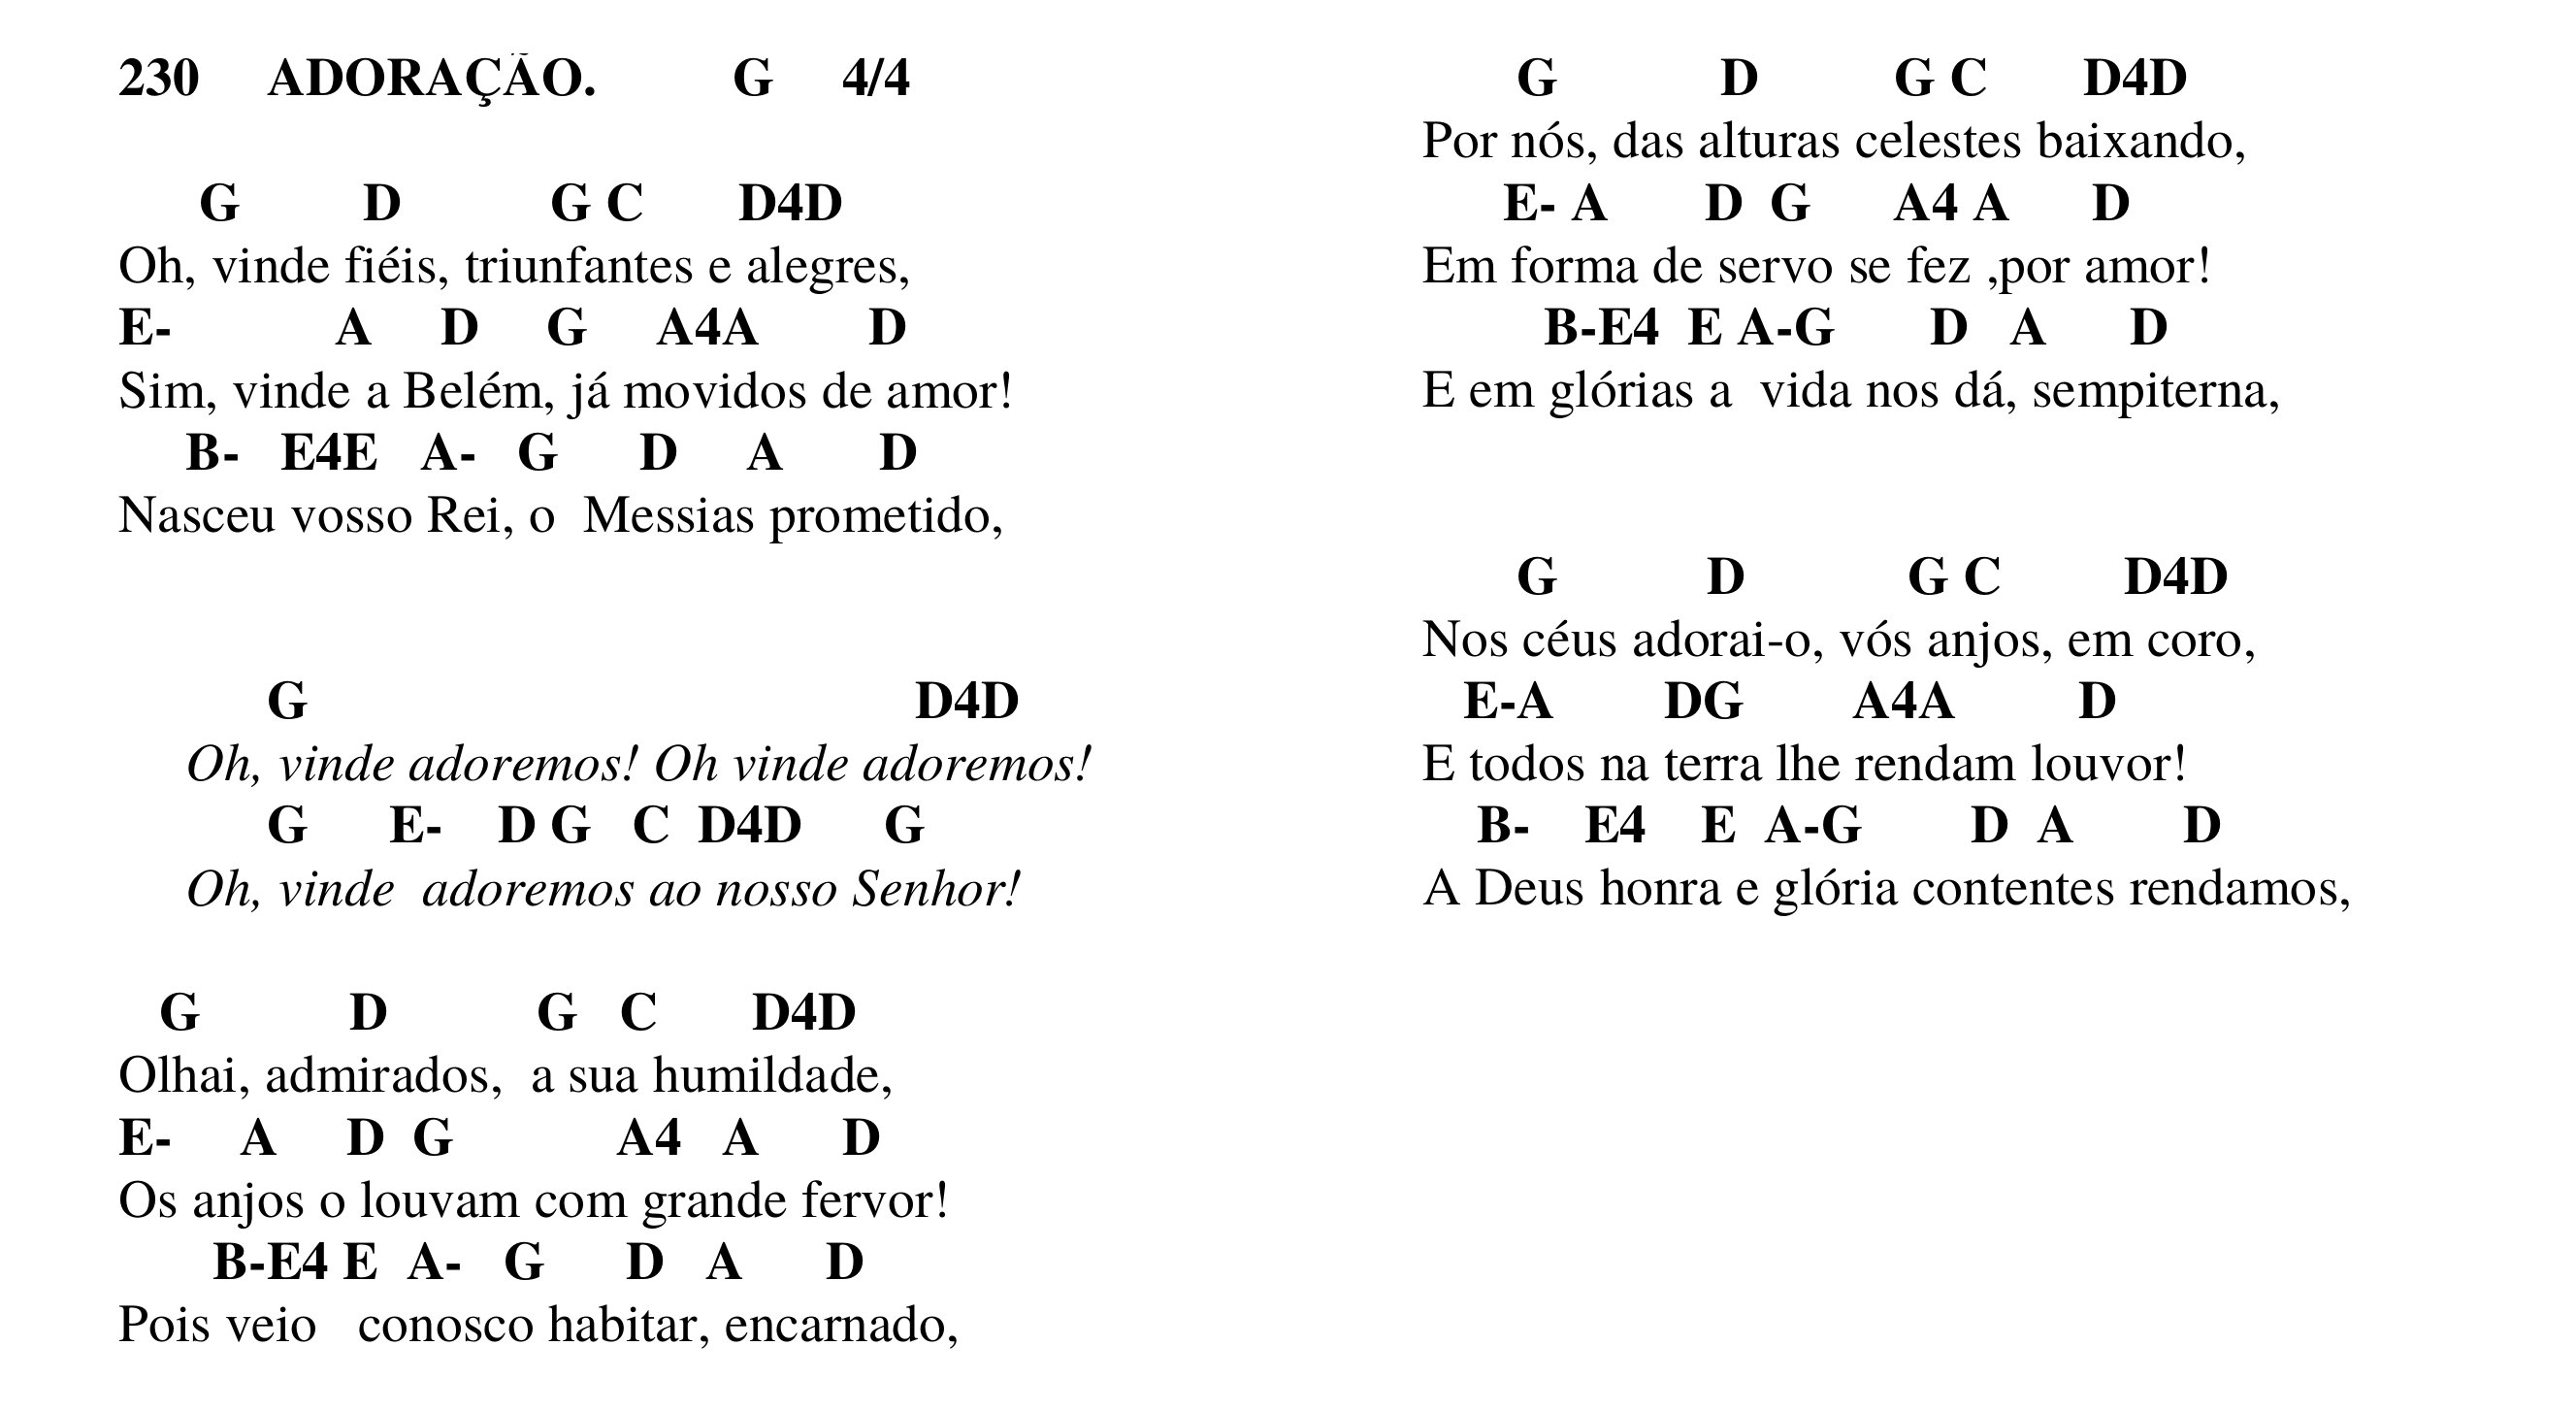 230 ADORAÇÃO. G 4/4
G D G C D4D
Oh, vinde fiéis, triunfantes e alegres,
E- A D G A4A D
Sim, vinde a Belém, já movidos de amor!
B- E4E A- G D A D
Nasceu vosso Rei, o Messias prometido,
G D4D
Oh, vinde adoremos! Oh vinde adoremos!
G E- D G C D4D G
Oh, vinde adoremos ao nosso Senhor!
G D G C D4D
Olhai, admirados, a sua humildade,
E- A D G A4 A D
Os anjos o louvam com grande fervor!
B-E4 E A- G D A D
Pois veio conosco habitar, encarnado,
G D G C D4D
Por nós, das alturas celestes baixando,
E- A D G A4 A D
Em forma de servo se fez ,por amor!
B-E4 E A-G D A D
E em glórias a vida nos dá, sempiterna,
G D G C D4D
Nos céus adorai-o, vós anjos, em coro,
E-A DG A4A D
E todos na terra lhe rendam louvor!
B- E4 E A-G D A D
A Deus honra e glória contentes rendamos,